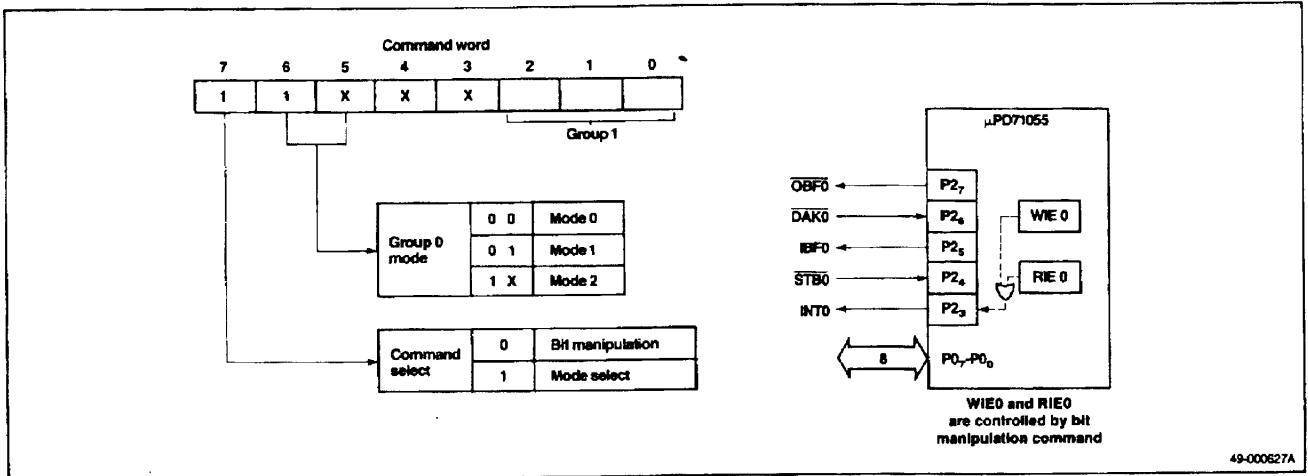 Command word
7 6 5 4 3 2 1 0
1 1 X X X
Group 1
Group 0 mode
0 0 Mode 0
0 1 Mode 1
1 X Mode 2
Command select
0 Bit manipulation
1 Mode select
μPD71055
OBF0 P2₇
DAK0 P2₆ WIE 0
IBF0 P2₅
STB0 P2₄ RIE 0
INT0 P2₃
8 P0₇-P0₀
WIE0 and RIE0
are controlled by bit
manipulation command
49-000627A